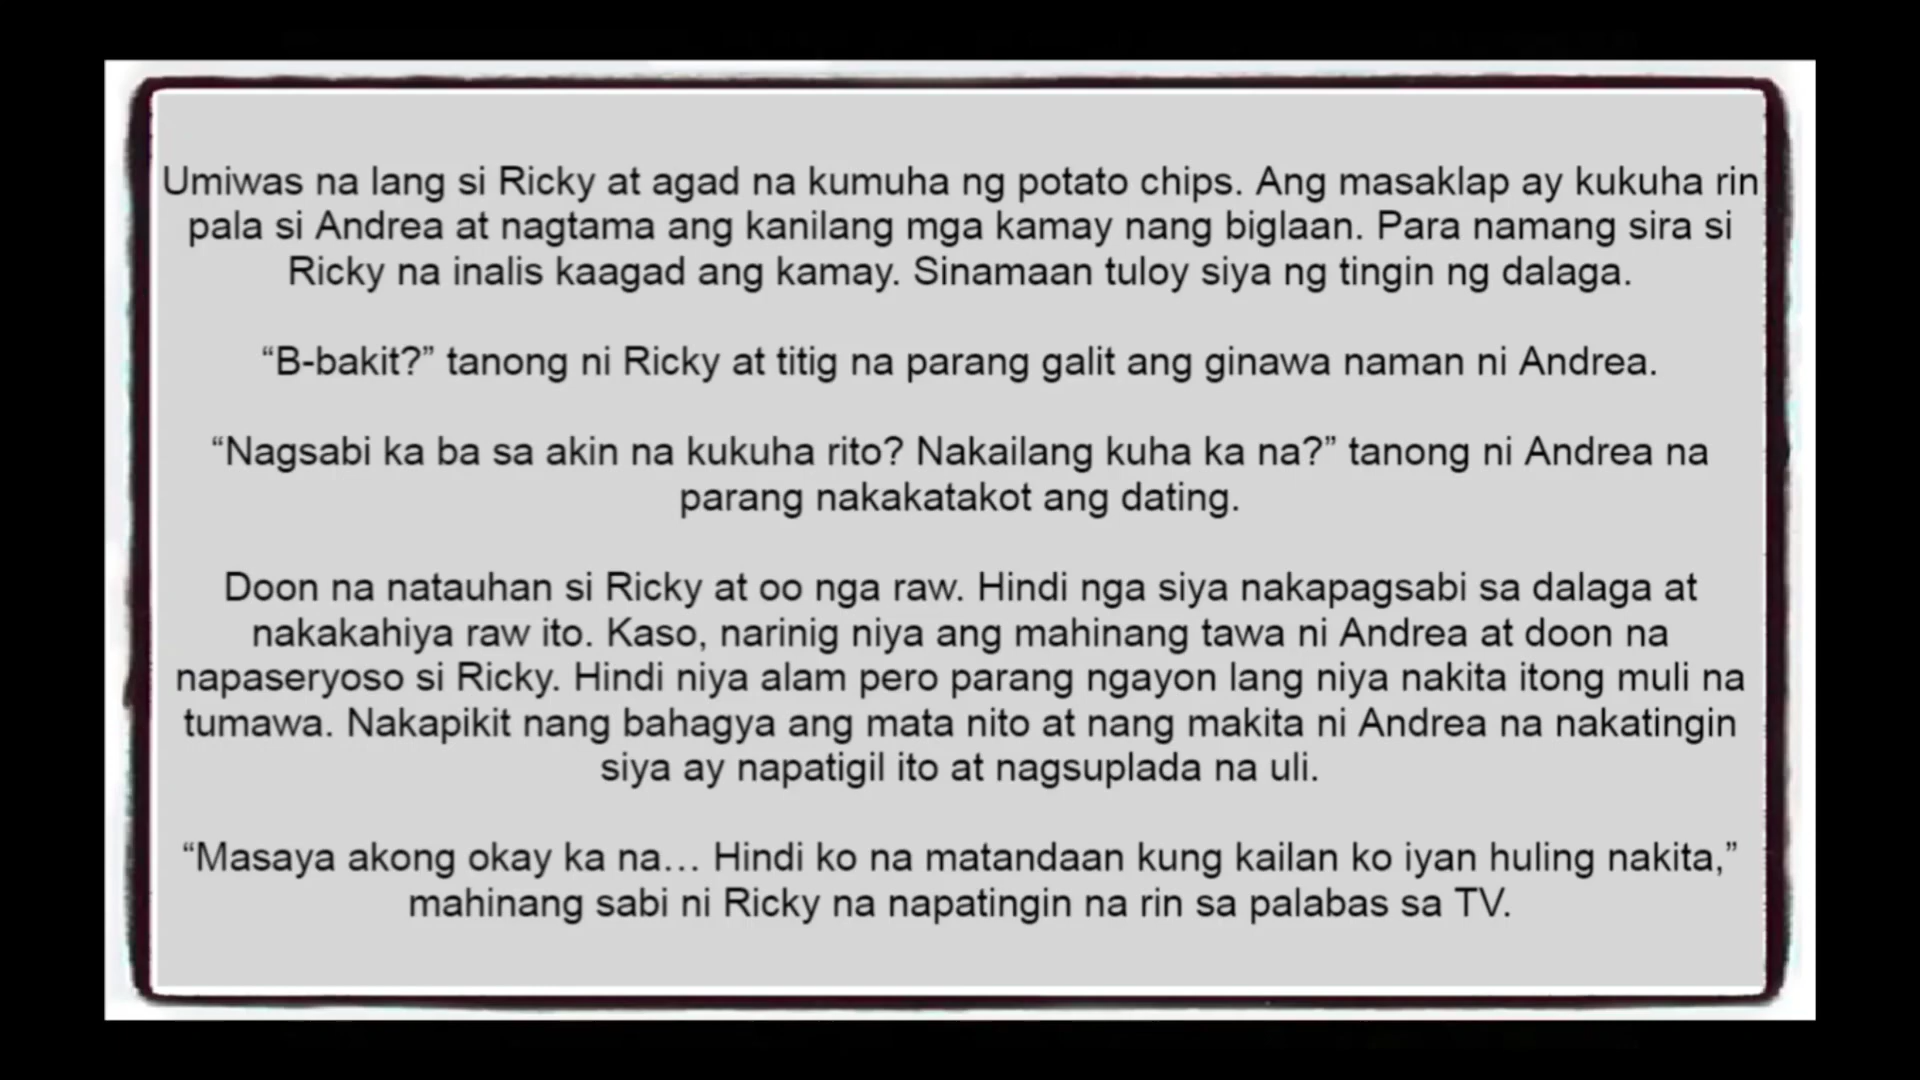 Umiwas na lang si Ricky at agad na kumuha ng potato chips. Ang masaklap ay kukuha rin
pala si Andrea at nagtama ang kanilang mga kamay nang biglaan. Para namang sira si
Ricky na inalis kaagad ang kamay. Sinamaan tuloy siya ng tingin ng dalaga.
“B-bakit?” tanong ni Ricky at titig na parang galit ang ginawa naman ni Andrea.
“Nagsabi ka ba sa akin na kukuha rito? Nakailang kuha ka na?” tanong ni Andrea na
parang nakakatakot ang dating.
Doon na natauhan si Ricky at oo nga raw. Hindi nga siya nakapagsabi sa dalaga at
nakakahiya raw ito. Kaso, narinig niya ang mahinang tawa ni Andrea at doon na
napaseryoso si Ricky. Hindi niya alam pero parang ngayon lang niya nakita itong muli na
tumawa. Nakapikit nang bahagya ang mata nito at nang makita ni Andrea na nakatingin
siya ay napatigil ito at nagsuplada na uli.
“Masaya akong okay ka na… Hindi ko na matandaan kung kailan ko iyan huling nakita,”
mahinang sabi ni Ricky na napatingin na rin sa palabas sa TV.